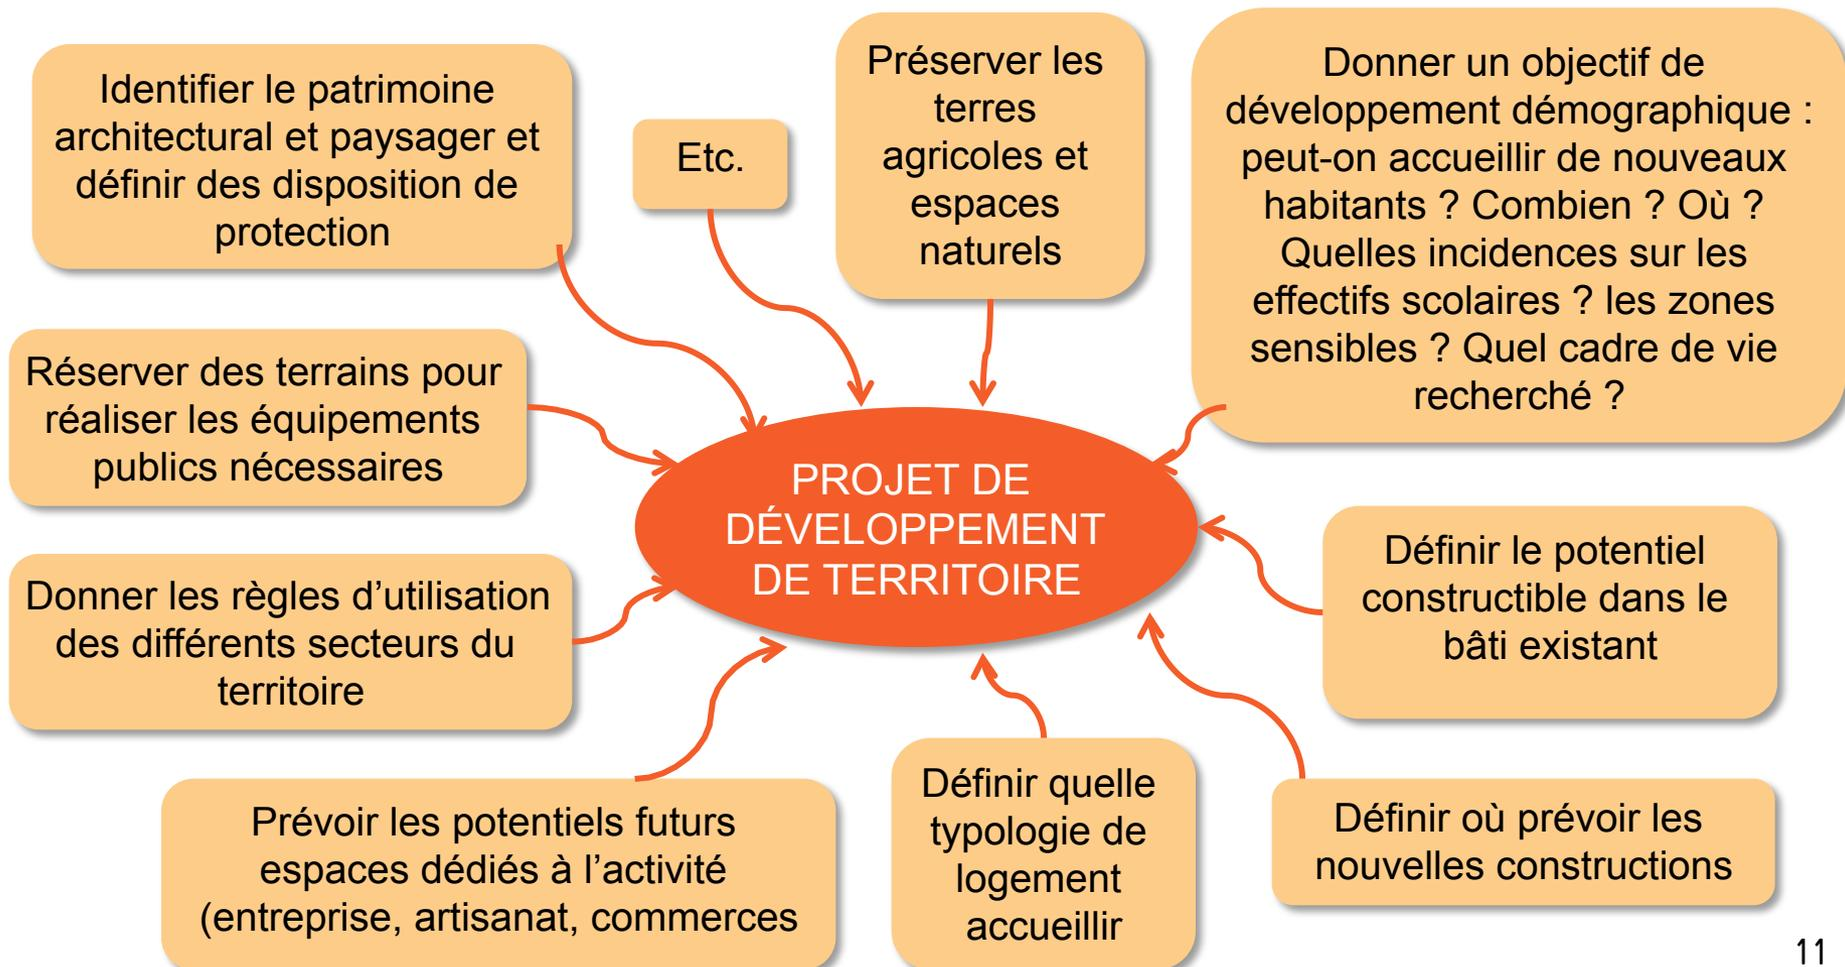 Identifier le patrimoine
architectural et paysager et
définir des disposition de
protection
Etc.
Préserver les
terres
agricoles et
espaces
naturels
Donner un objectif de
développement démographique :
peut-on accueillir de nouveaux
habitants ? Combien ? Où ?
Quelles incidences sur les
effectifs scolaires ? les zones
sensibles ? Quel cadre de vie
recherché ?
Réserver des terrains pour
réaliser les équipements
publics nécessaires
PROJET DE
DÉVELOPPEMENT
DE TERRITOIRE
Définir le potentiel
constructible dans le
bâti existant
Donner les règles d’utilisation
des différents secteurs du
territoire
Prévoir les potentiels futurs
espaces dédiés à l’activité
(entreprise, artisanat, commerces
Définir quelle
typologie de
logement
accueillir
Définir où prévoir les
nouvelles constructions
11